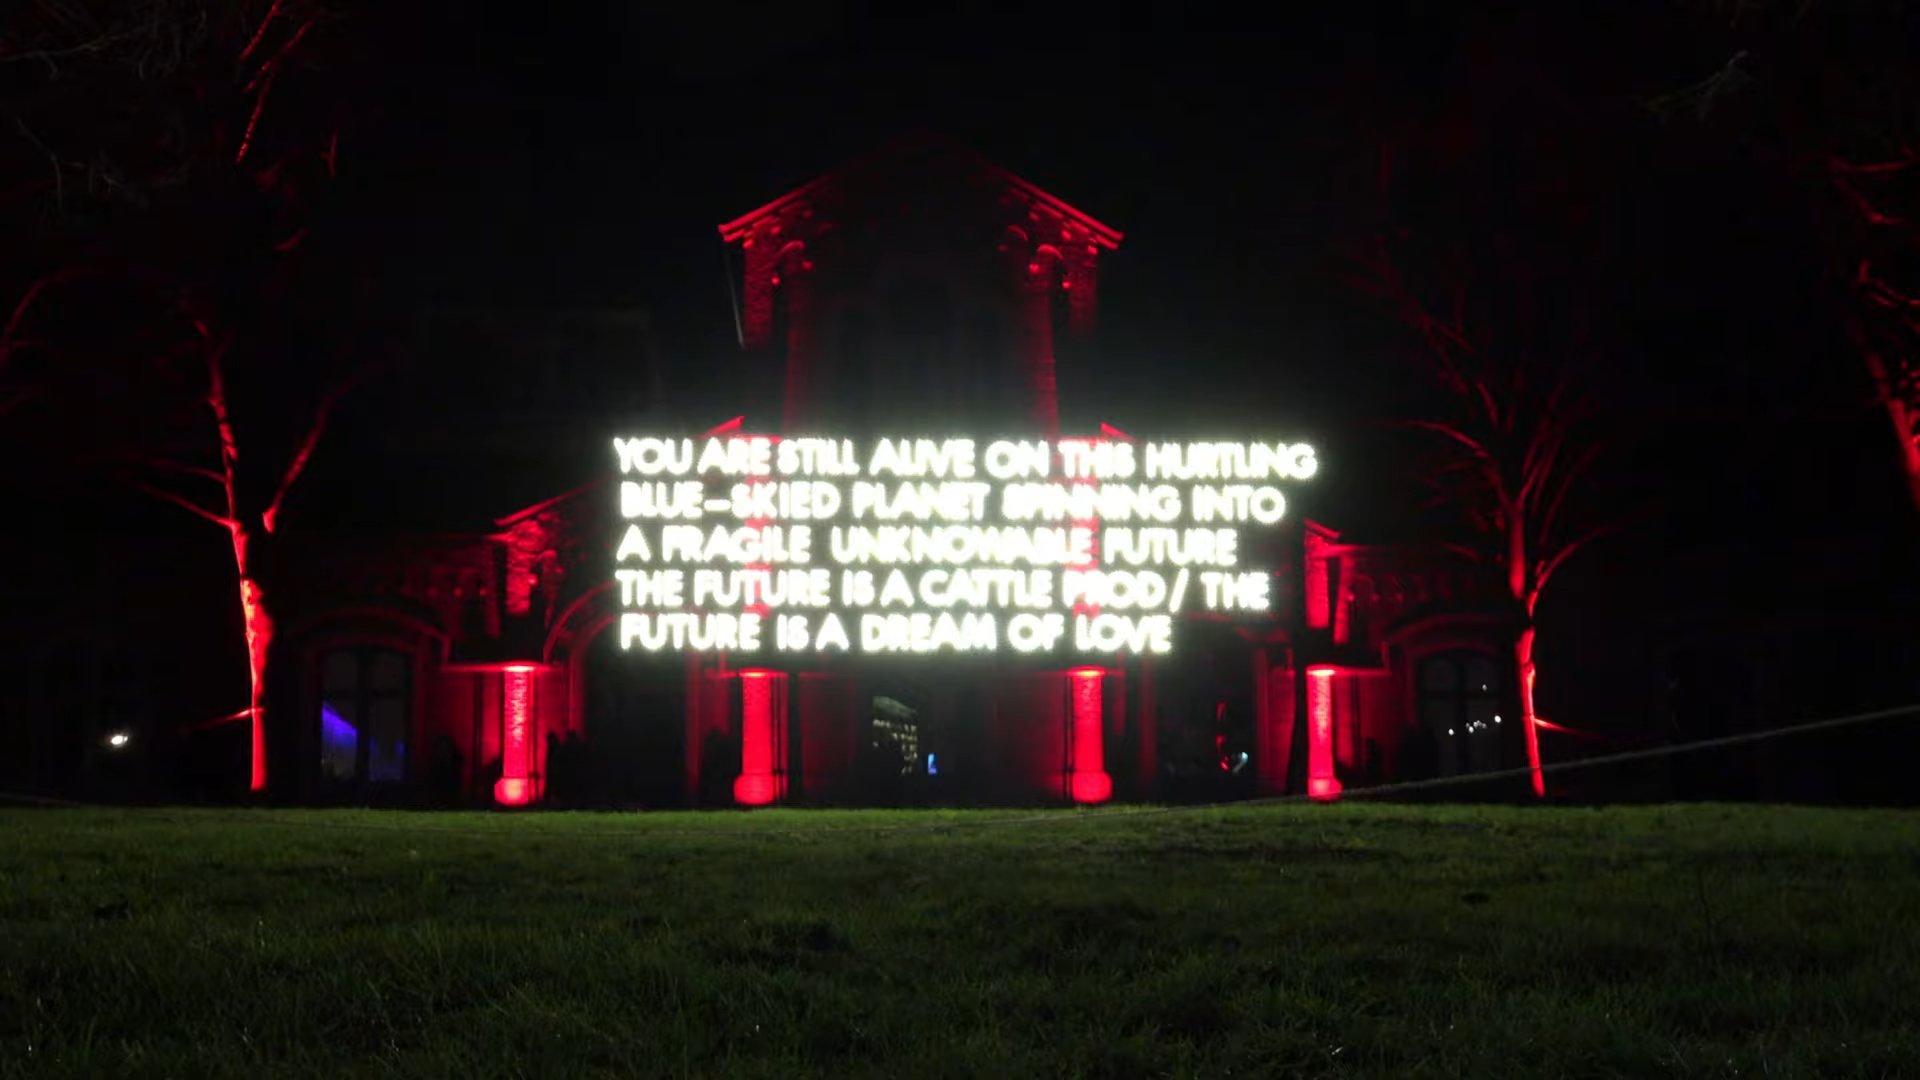 YOU ARE STILL ALIVE ON THIS HURTLING
BLUE-SKIED PLANET SPINNING INTO
A FRAGILE UNKNOWABLE FUTURE
THE FUTURE IS A CATTLE PROD / THE
FUTURE IS A DREAM OF LOVE